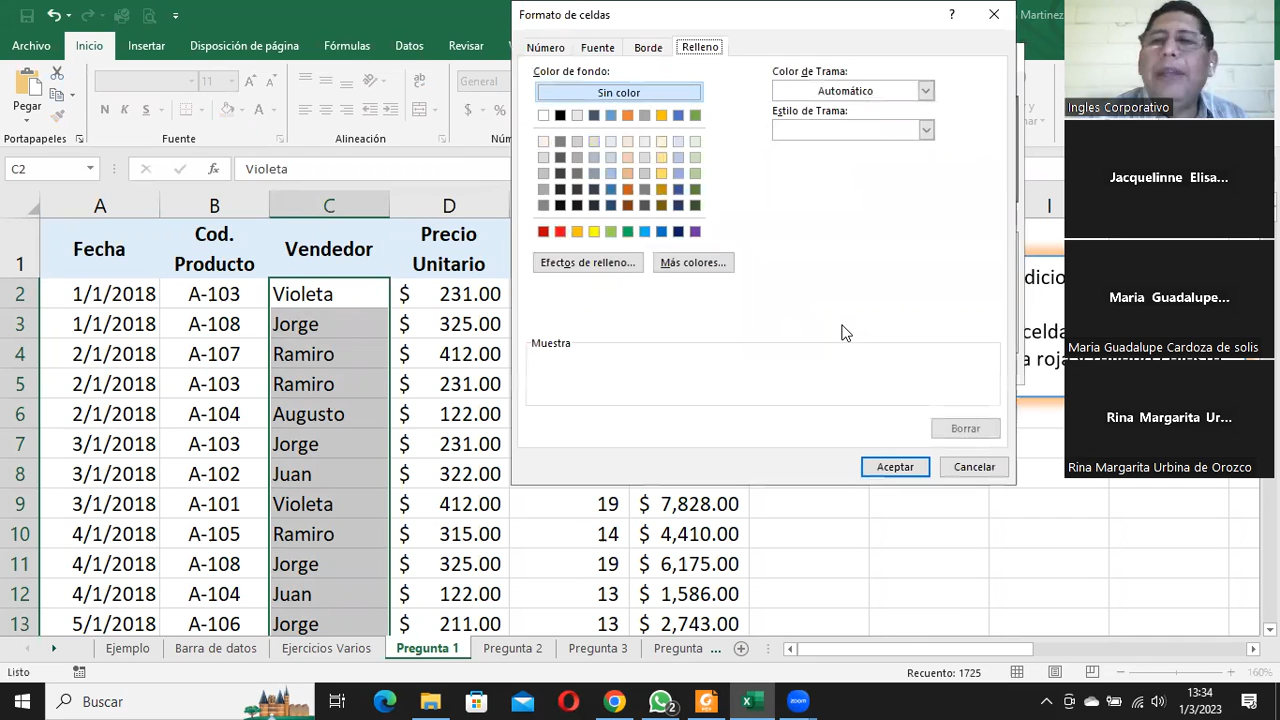 Formato de celdas
?
Martinez
Archivo
Inicio
Insertar
Disposición de página
Fórmulas
Datos
Revisar
Pegar
11
General
Portapapeles
Fuente
Alineación
Núm
C2
Violeta
Número
Fuente
Borde
Relleno
Color de fondo:
Sin color
Efectos de relleno...
Más colores...
Color de Trama:
Automático
Estilo de Trama:
Muestra
Borrar
Aceptar
Cancelar
A B C D I
1 Fecha Cod. Producto Vendedor Precio Unitario
2 1/1/2018 A-103 Violeta $ 231.00
3 1/1/2018 A-108 Jorge $ 325.00
4 2/1/2018 A-107 Ramiro $ 412.00
5 2/1/2018 A-103 Ramiro $ 231.00
6 2/1/2018 A-104 Augusto $ 122.00
7 3/1/2018 A-103 Jorge $ 231.00
8 3/1/2018 A-102 Juan $ 322.00
9 3/1/2018 A-101 Violeta $ 412.00 19 $ 7,828.00
10 4/1/2018 A-105 Ramiro $ 315.00 14 $ 4,410.00
11 4/1/2018 A-108 Jorge $ 325.00 19 $ 6,175.00
12 4/1/2018 A-104 Juan $ 122.00 13 $ 1,586.00
13 5/1/2018 A-106 Jorge $ 211.00 13 $ 2,743.00
dicio
celda
a roja
Ingles Corporativo
Jacquelinne Elisa...
Maria Guadalupe...
Maria Guadalupe Cardoza de solis
Rina Margarita Ur...
Rina Margarita Urbina de Orozco
Ejemplo
Barra de datos
Ejercicios Varios
Pregunta 1
Pregunta 2
Pregunta 3
Pregunta ...
Listo
Recuento: 1725
160%
Buscar
2
zoom
13:34
1/3/2023